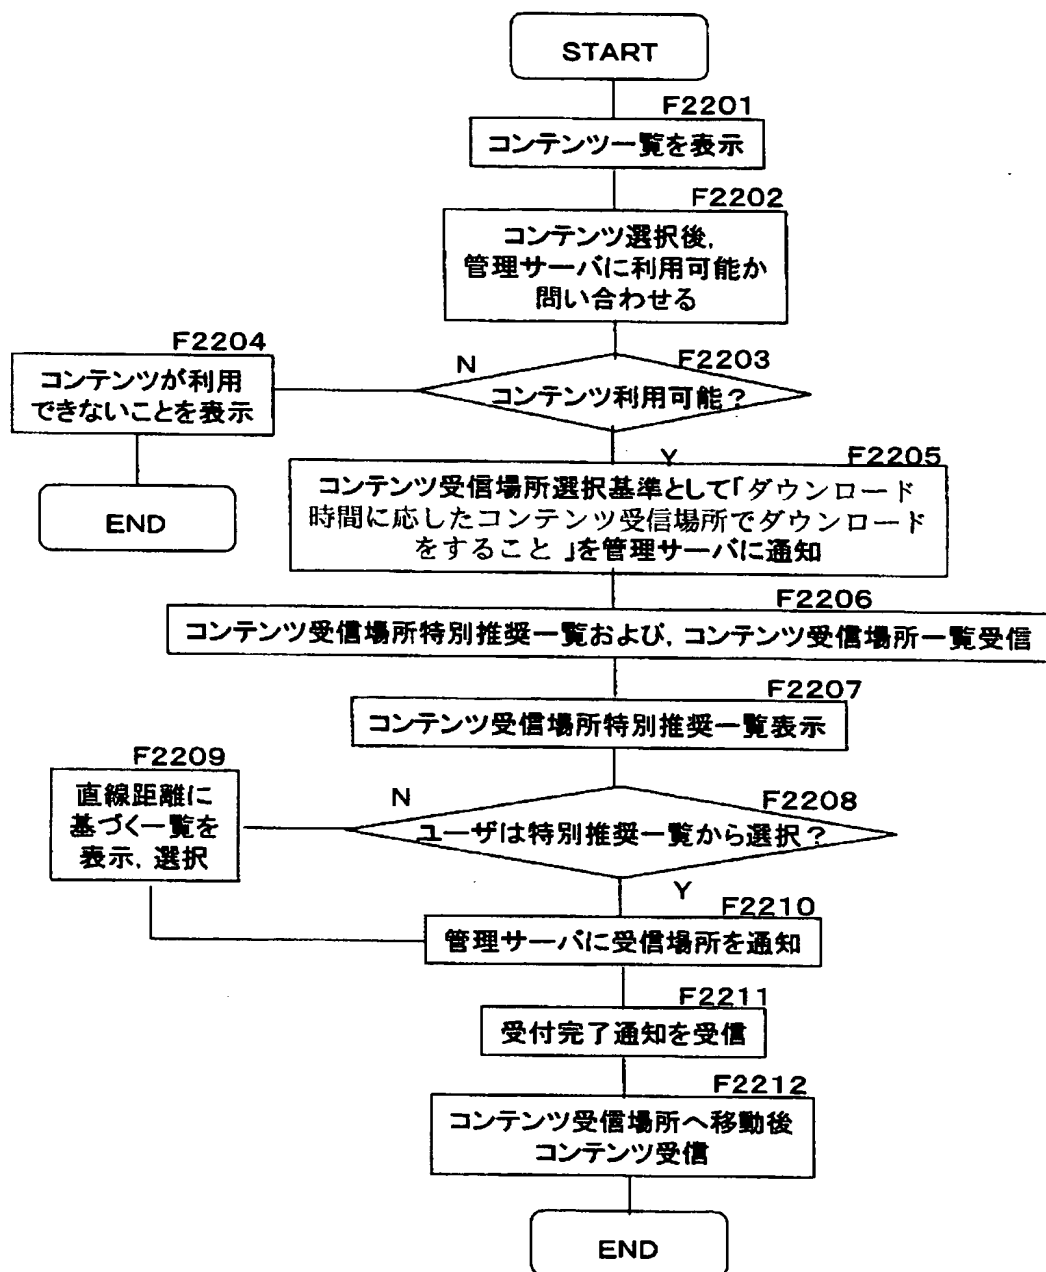 START
F2201
コンテンツ一覧を表示
F2202
コンテンツ選択後,
管理サーバに利用可能か
問い合わせる
F2203
コンテンツ利用可能?
N
F2204
コンテンツが利用
できないことを表示
END
Y
F2205
コンテンツ受信場所選択基準として「ダウンロード
時間に応したコンテンツ受信場所でダウンロード
をすること 」を管理サーバに通知
F2206
コンテンツ受信場所特別推奨一覧および, コンテンツ受信場所一覧受信
F2207
コンテンツ受信場所特別推奨一覧表示
F2208
ユーザは特別推奨一覧から選択?
N
F2209
直線距離に
基づく一覧を
表示, 選択
Y
F2210
管理サーバに受信場所を通知
F2211
受付完了通知を受信
F2212
コンテンツ受信場所へ移動後
コンテンツ受信
END